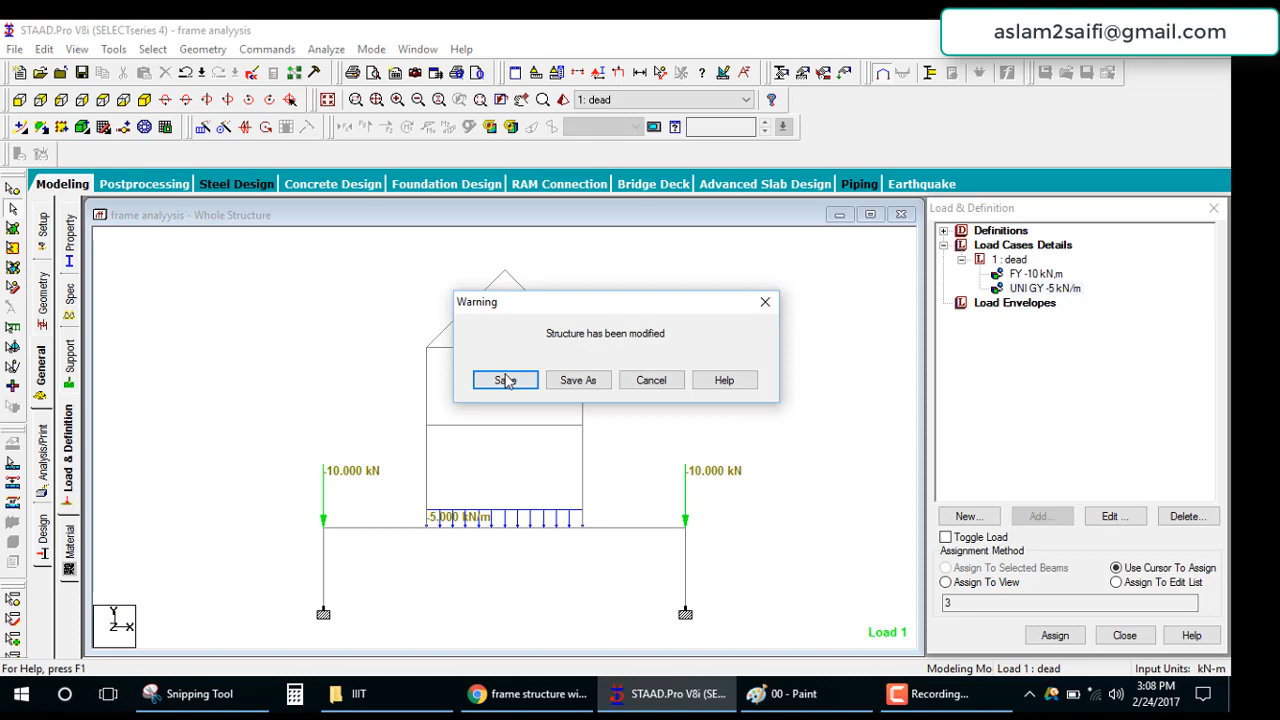 STAAD.Pro V8i (SELECTseries 4) - frame analyysis
aslam2saifi@gmail.com
File Edit View Tools Select Geometry Commands Analyze Mode Window Help
1: dead
Modeling Postprocessing Steel Design Concrete Design Foundation Design RAM Connection Bridge Deck Advanced Slab Design Piping Earthquake
Setup
Geometry
General
Analysis/Print
Design
Property
Spec
Support
Load & Definition
Material
frame analyysis - Whole Structure
Warning
Structure has been modified
Save Save As Cancel Help
-10.000 kN
-10.000 kN
-5.000 kN/m
Y
Z X
Load 1
Load & Definition
Definitions
Load Cases Details
1 : dead
FY -10 kN,m
UNI GY -5 kN/m
Load Envelopes
New... Add... Edit ... Delete...
Toggle Load
Assignment Method
Assign To Selected Beams Use Cursor To Assign
Assign To View Assign To Edit List
3
Assign Close Help
For Help, press F1
Modeling Mo Load 1 : dead Input Units: kN-m
Snipping Tool
IIIT
frame structure wi...
STAAD.Pro V8i (SE...
00 - Paint
Recording...
3:08 PM
2/24/2017